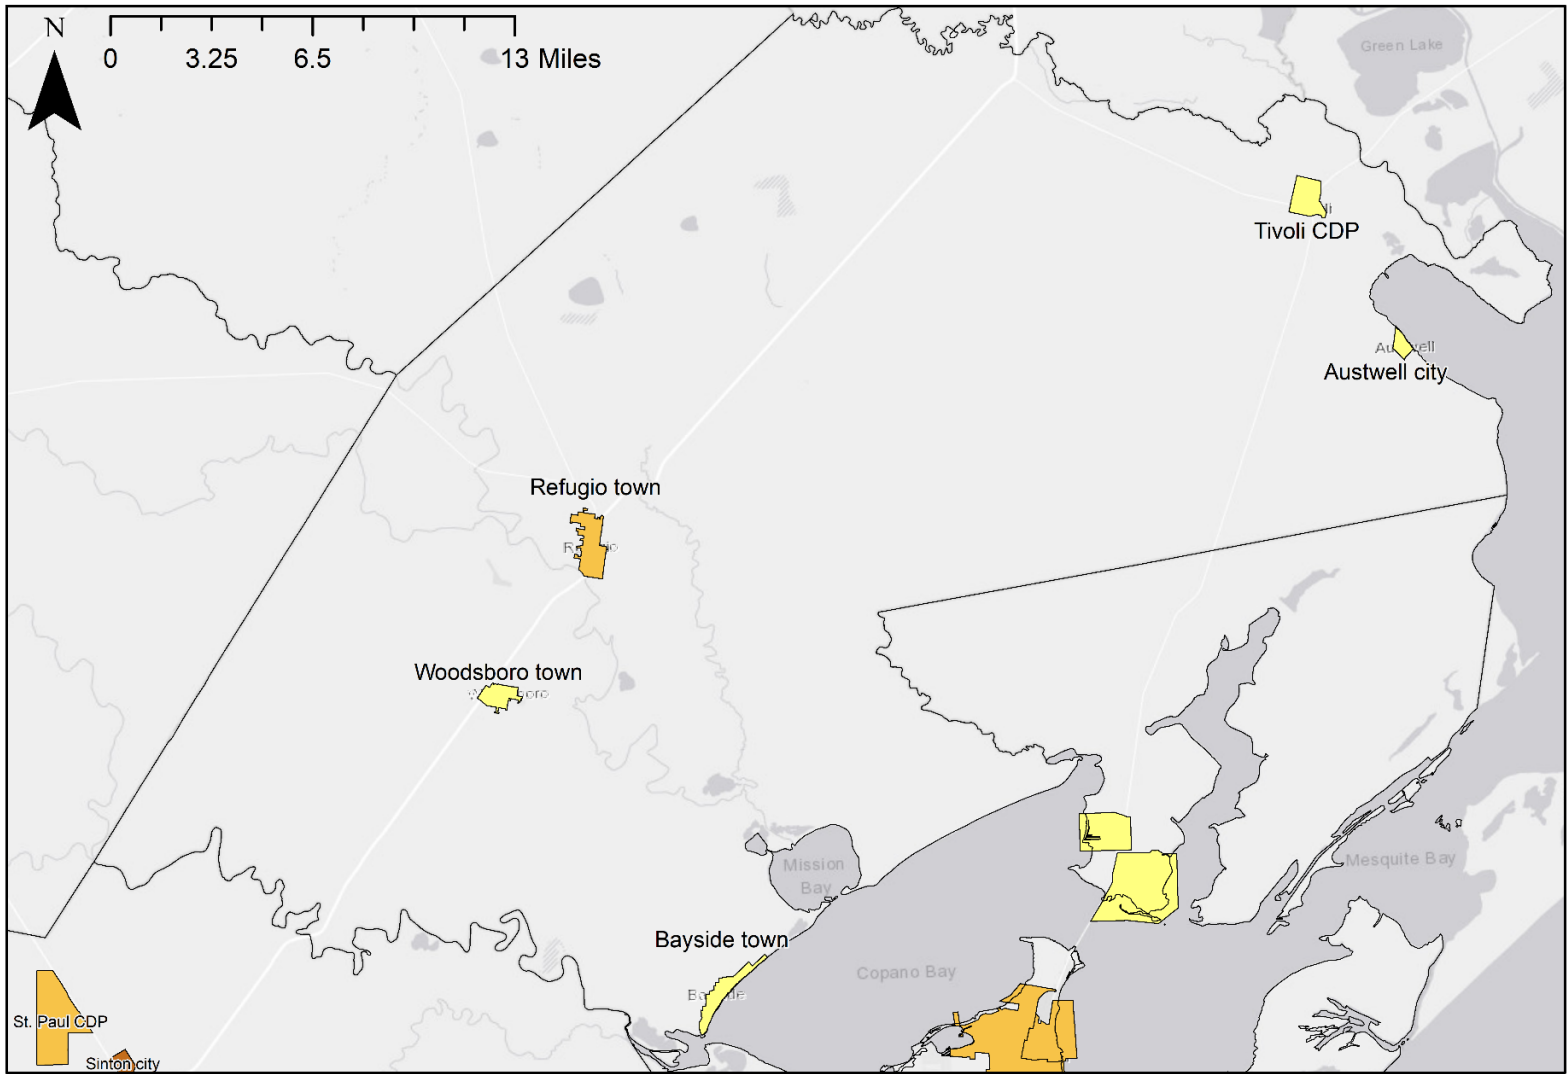 N
0 3.25 6.5 13 Miles
Green Lake
Tivoli CDP
Austwell city
Refugio town
Woodsboro town
Mission
Bay
Mesquite Bay
Bayside town
Copano Bay
St. Paul CDP
Sinton city